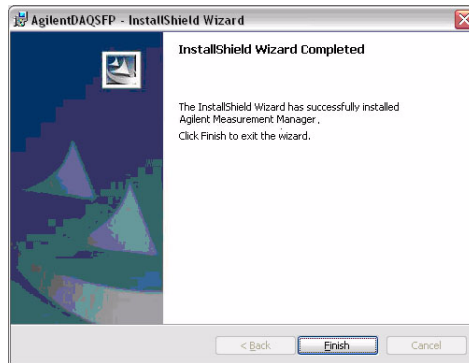 AgilentDAQSFP - InstallShield Wizard
InstallShield Wizard Completed
The InstallShield Wizard has successfully installed
Agilent Measurement Manager.
Click Finish to exit the wizard.
< Back Finish Cancel